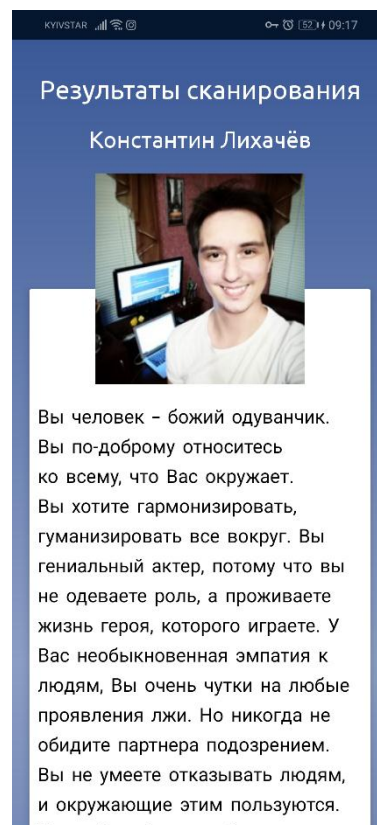 KYIVSTAR 52 09:17
Результаты сканирования
Константин Лихачёв
Вы человек – божий одуванчик.
Вы по-доброму относитесь
ко всему, что Вас окружает.
Вы хотите гармонизировать,
гуманизировать все вокруг. Вы
гениальный актер, потому что вы
не одеваете роль, а проживаете
жизнь героя, которого играете. У
Вас необыкновенная эмпатия к
людям, Вы очень чутки на любые
проявления лжи. Но никогда не
обидите партнера подозрением.
Вы не умеете отказывать людям,
и окружающие этим пользуются.